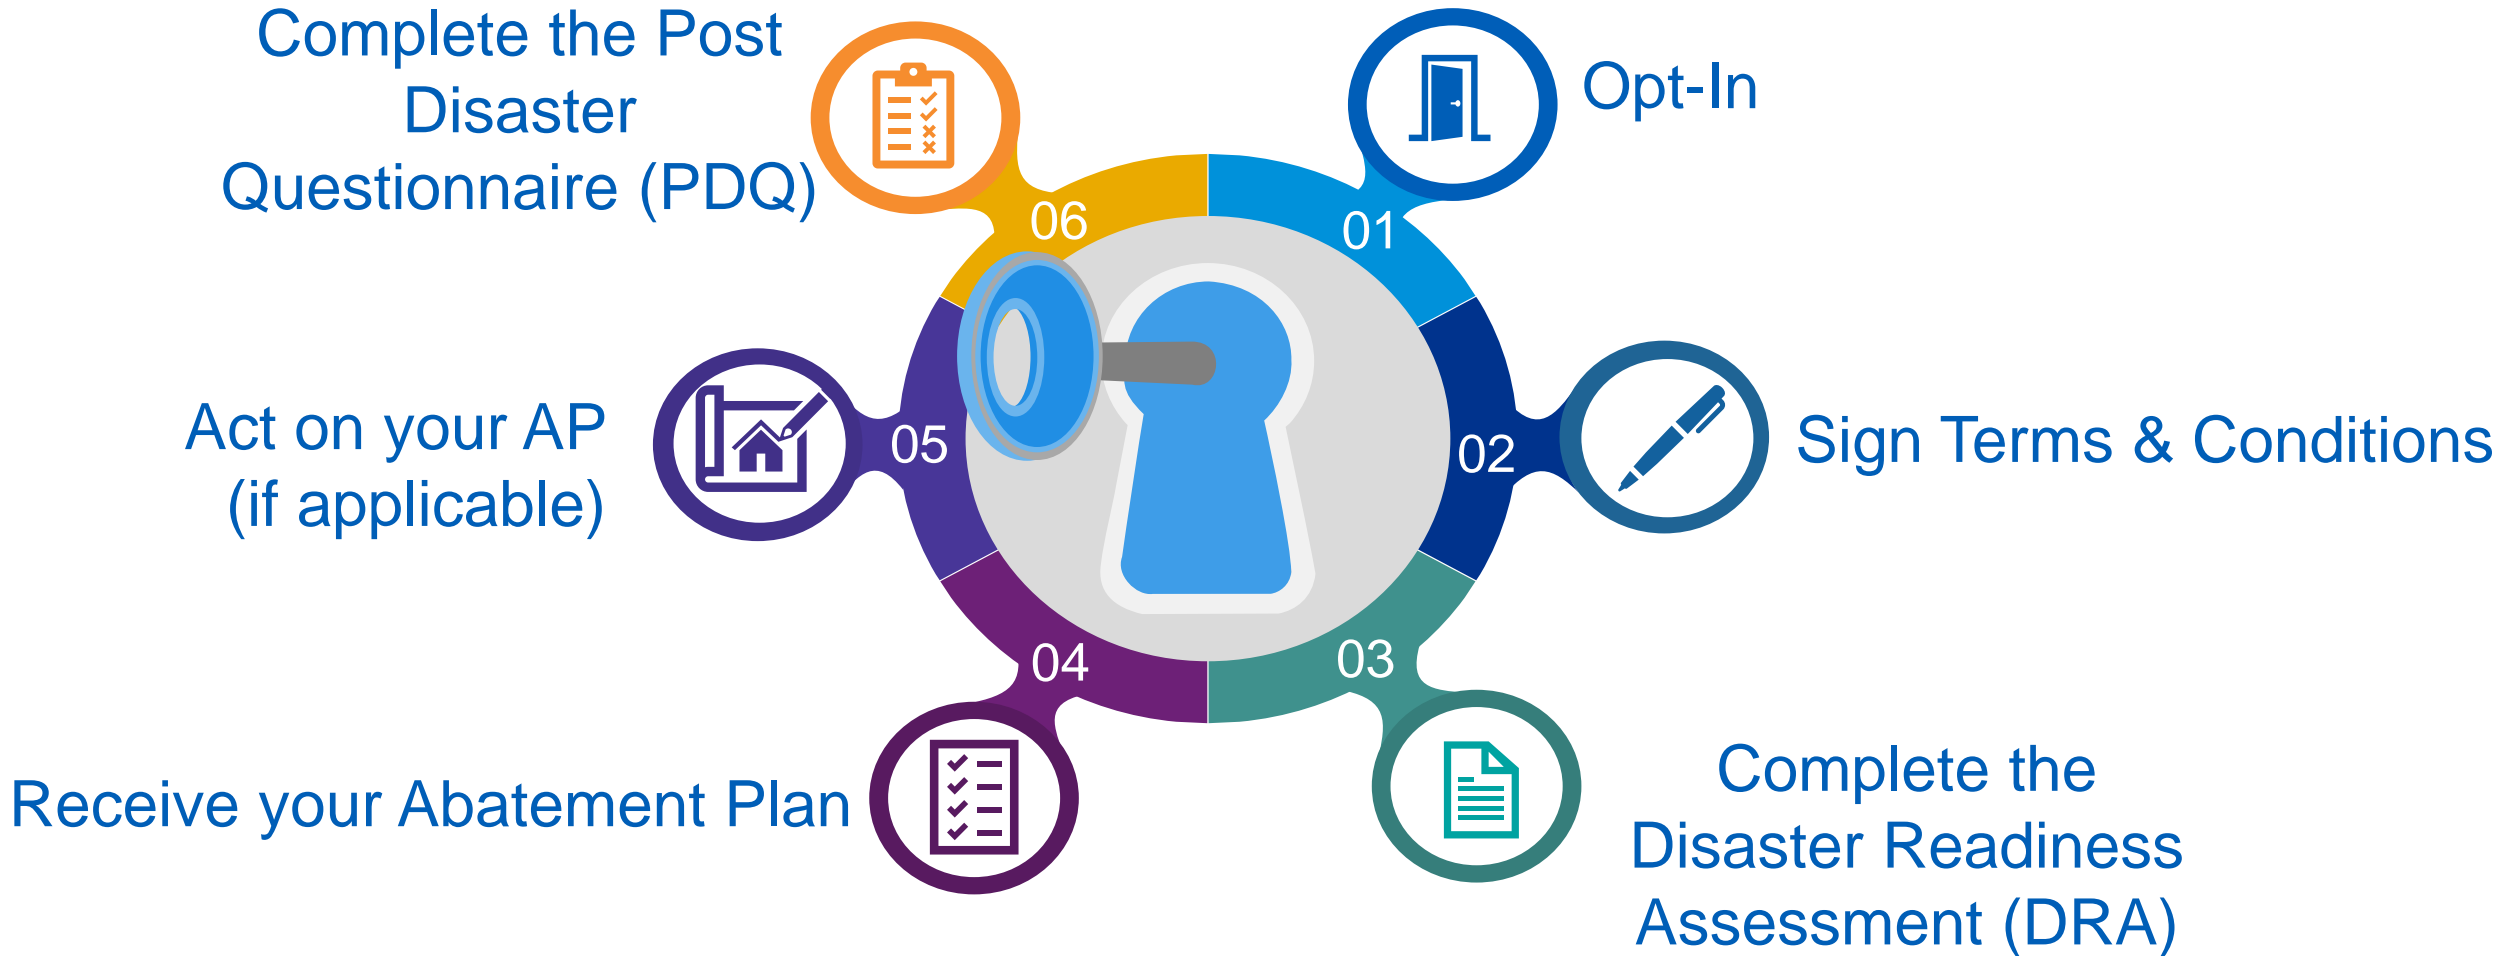 Opt-In
01
Sign Terms & Conditions
02
Complete the
Disaster Readiness
Assessment (DRA)
03
Receive your Abatement Plan
04
Act on your AP
(if applicable)
05
Complete the Post
Disaster
Questionnaire (PDQ)
06